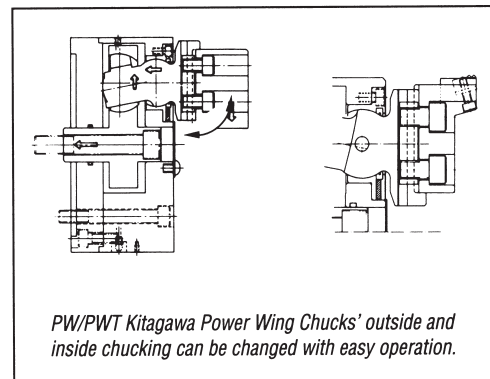 PW/PWT Kitagawa Power Wing Chucks' outside and
inside chucking can be changed with easy operation.